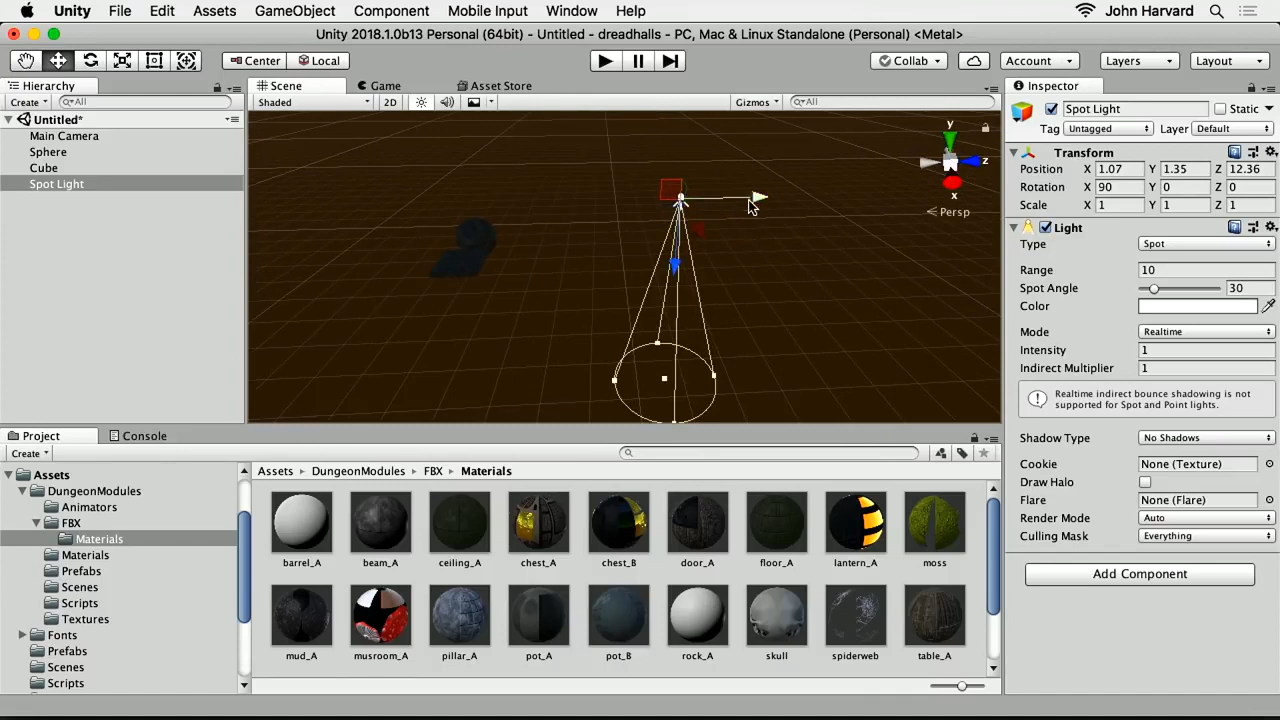 Unity File Edit Assets GameObject Component Mobile Input Window Help John Harvard
Unity 2018.1.0b13 Personal (64bit) - Untitled - dreadhalls - PC, Mac & Linux Standalone (Personal) <Metal>
Center Local Collab Account Layers Layout
Hierarchy
Create All
Untitled*
Main Camera
Sphere
Cube
Spot Light
Scene Game Asset Store
Shaded 2D Gizmos All
y
z
x
Persp
Inspector
Spot Light Static
Tag Untagged Layer Default
Transform
Position X 1.07 Y 1.35 Z 12.36
Rotation X 90 Y 0 Z 0
Scale X 1 Y 1 Z 1
Light
Type Spot
Range 10
Spot Angle 30
Color
Mode Realtime
Intensity 1
Indirect Multiplier 1
Realtime indirect bounce shadowing is not
supported for Spot and Point lights.
Shadow Type No Shadows
Cookie None (Texture)
Draw Halo
Flare None (Flare)
Render Mode Auto
Culling Mask Everything
Add Component
Project Console
Create
Assets
DungeonModules
Animators
FBX
Materials
Materials
Prefabs
Scenes
Scripts
Textures
Fonts
Prefabs
Scenes
Scripts
Assets DungeonModules FBX Materials
barrel_A beam_A ceiling_A chest_A chest_B door_A floor_A lantern_A moss
mud_A musroom_A pillar_A pot_A pot_B rock_A skull spiderweb table_A